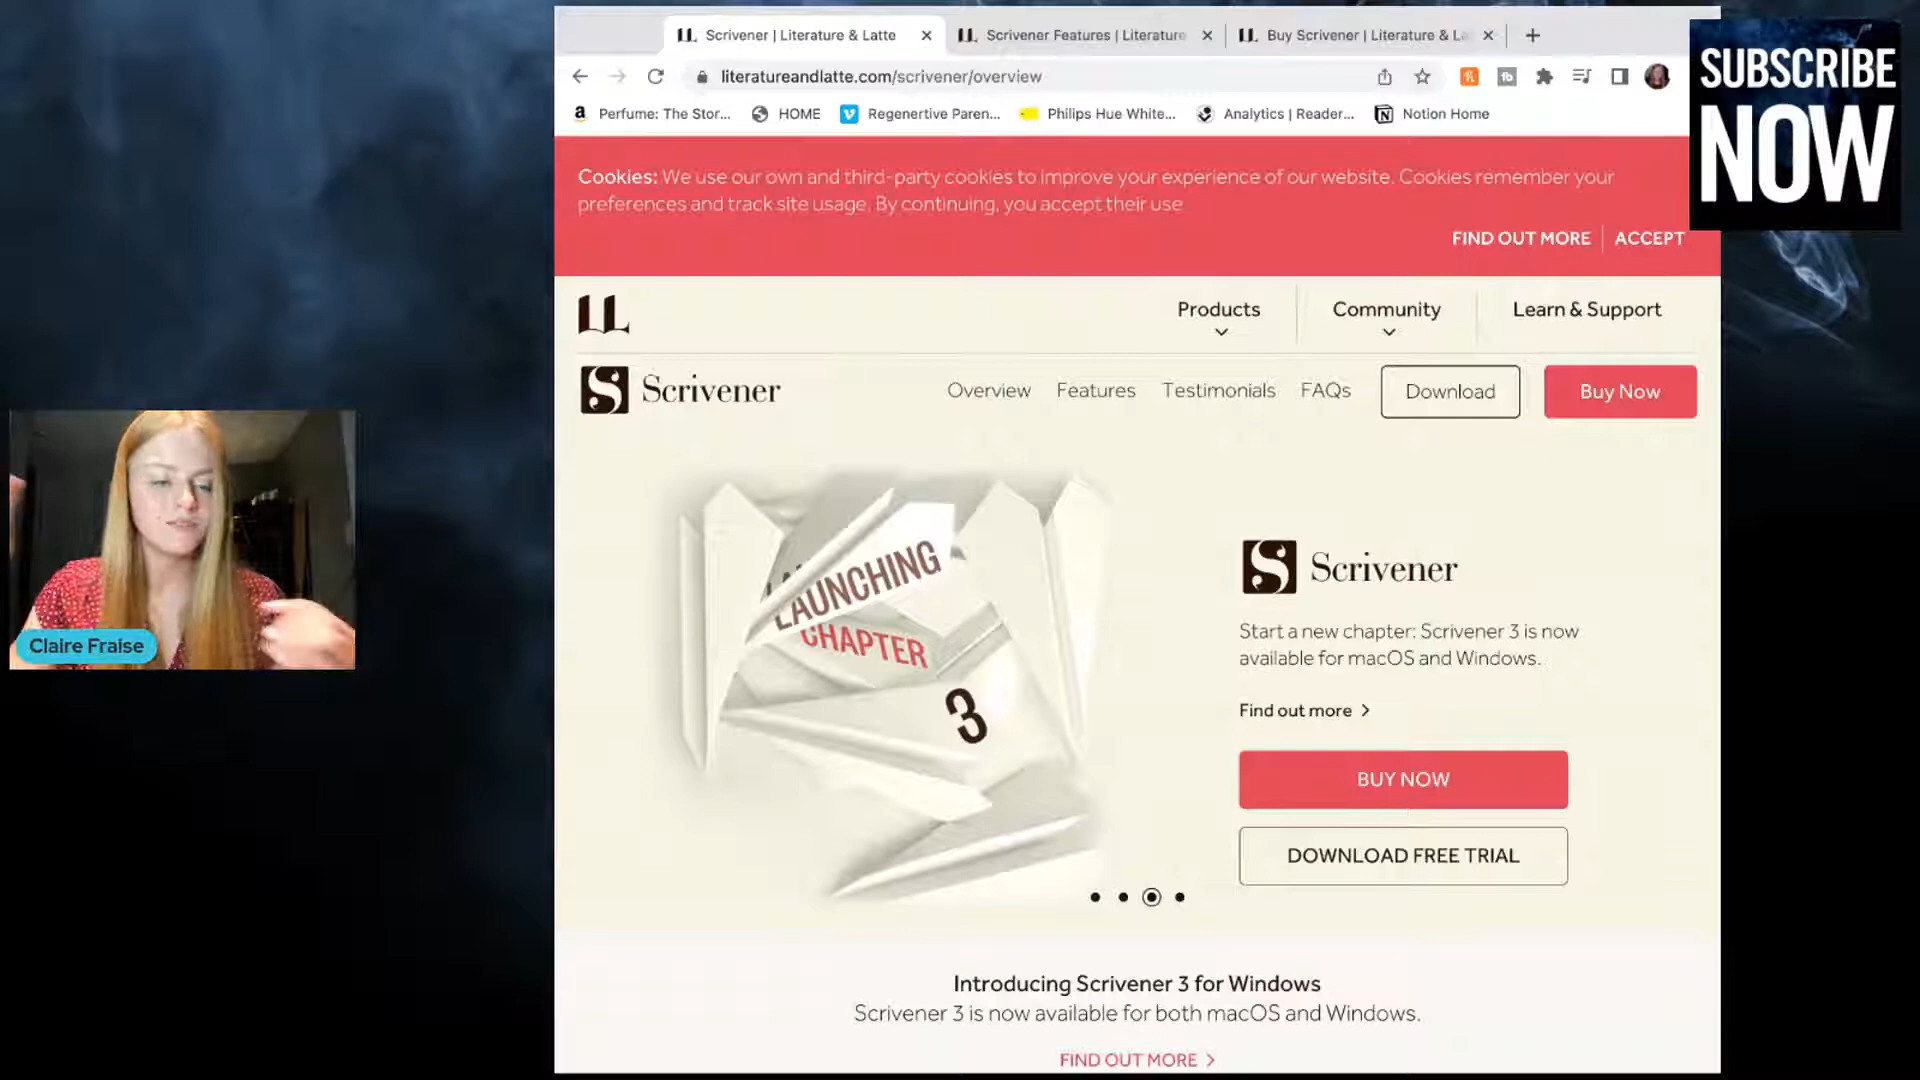 Scrivener | Literature & Latte
Scrivener Features | Literature
Buy Scrivener | Literature & La
literatureandlatte.com/scrivener/overview
Perfume: The Stor...
HOME
Regenertive Paren...
Philips Hue White...
Analytics | Reader...
Notion Home
SUBSCRIBE
NOW
Cookies: We use our own and third-party cookies to improve your experience of our website. Cookies remember your
preferences and track site usage. By continuing, you accept their use
FIND OUT MORE
ACCEPT
LL
Products
Community
Learn & Support
S Scrivener
Overview
Features
Testimonials
FAQs
Download
Buy Now
LAUNCHING
CHAPTER
3
S Scrivener
Start a new chapter: Scrivener 3 is now
available for macOS and Windows.
Find out more >
BUY NOW
DOWNLOAD FREE TRIAL
Claire Fraise
Introducing Scrivener 3 for Windows
Scrivener 3 is now available for both macOS and Windows.
FIND OUT MORE >